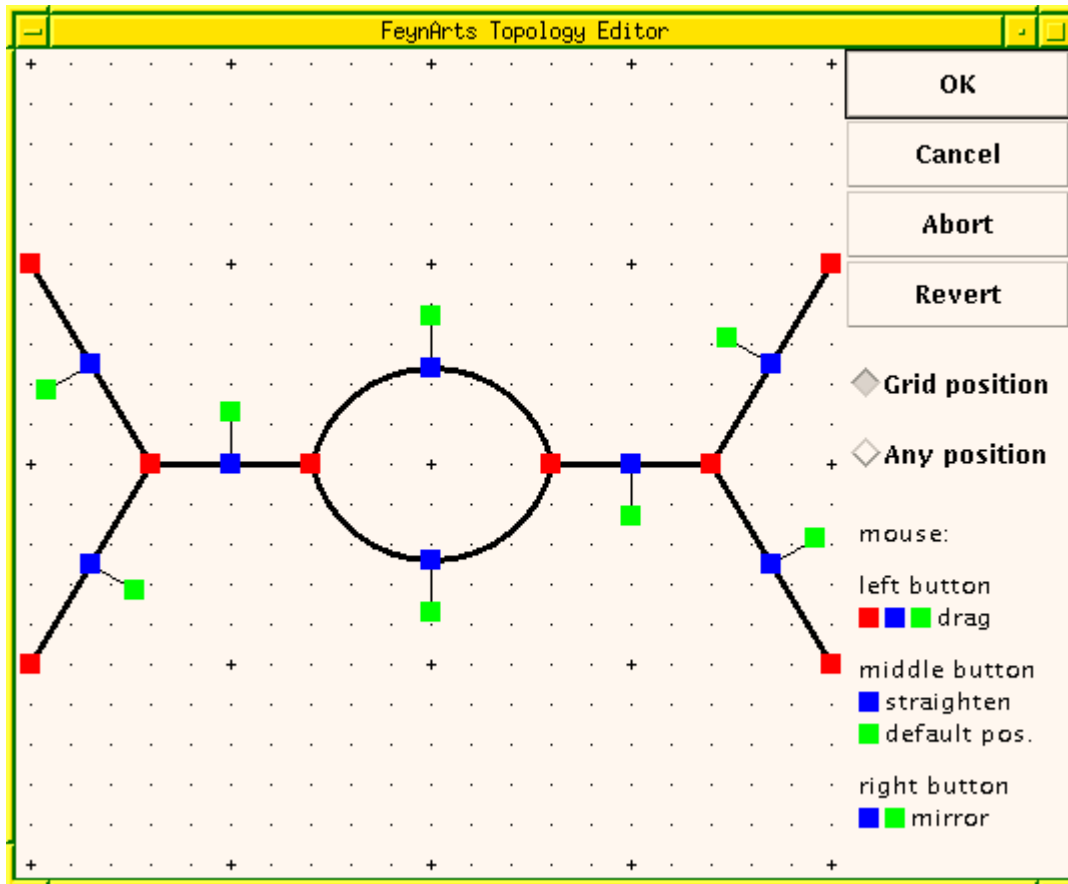 FeynArts Topology Editor
OK
Cancel
Abort
Revert
Grid position
Any position
mouse:
left button
drag
middle button
straighten
default pos.
right button
mirror